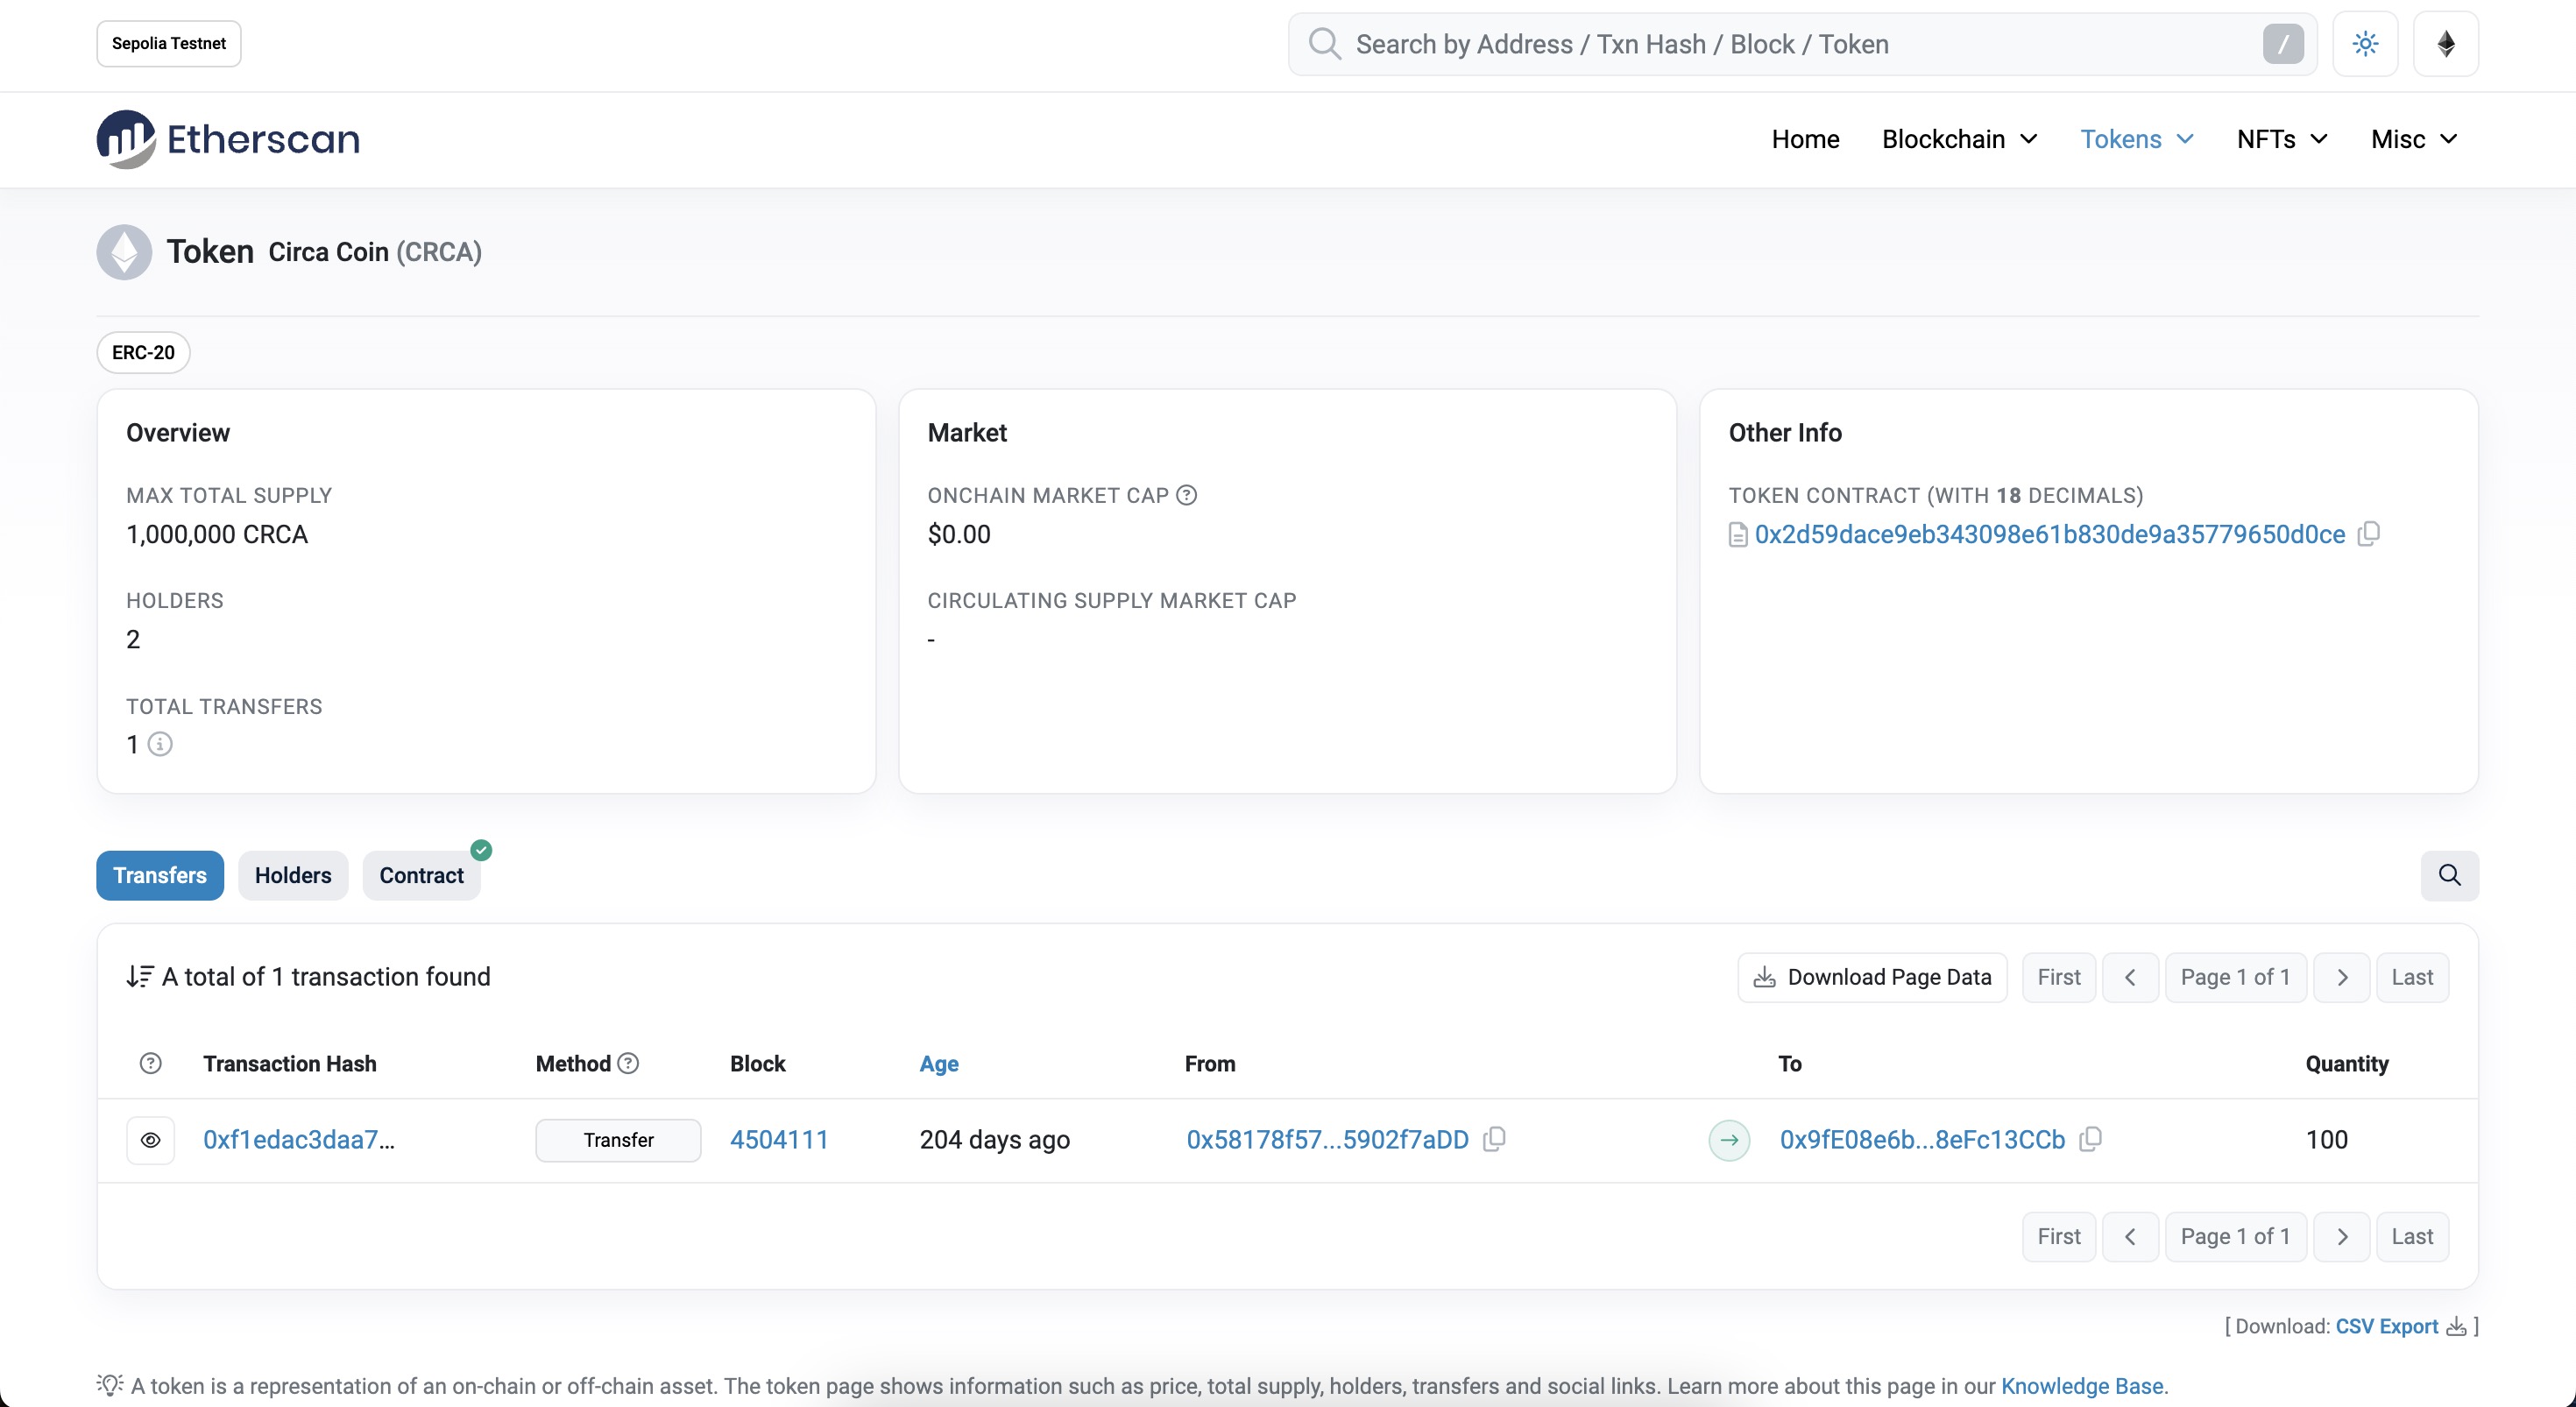 Sepolia Testnet
Search by Address / Txn Hash / Block / Token
/
Etherscan
Home Blockchain Tokens NFTs Misc
Token Circa Coin (CRCA)
ERC-20
Overview
MAX TOTAL SUPPLY
1,000,000 CRCA
HOLDERS
2
TOTAL TRANSFERS
1
Market
ONCHAIN MARKET CAP
$0.00
CIRCULATING SUPPLY MARKET CAP
-
Other Info
TOKEN CONTRACT (WITH 18 DECIMALS)
0x2d59dace9eb343098e61b830de9a35779650d0ce
Transfers Holders Contract
A total of 1 transaction found
Download Page Data First Page 1 of 1 Last
Transaction Hash Method Block Age From To Quantity
0xf1edac3daa7... Transfer 4504111 204 days ago 0x58178f57...5902f7aDD 0x9fE08e6b...8eFc13CCb 100
First Page 1 of 1 Last
[ Download: CSV Export ]
A token is a representation of an on-chain or off-chain asset. The token page shows information such as price, total supply, holders, transfers and social links. Learn more about this page in our Knowledge Base.